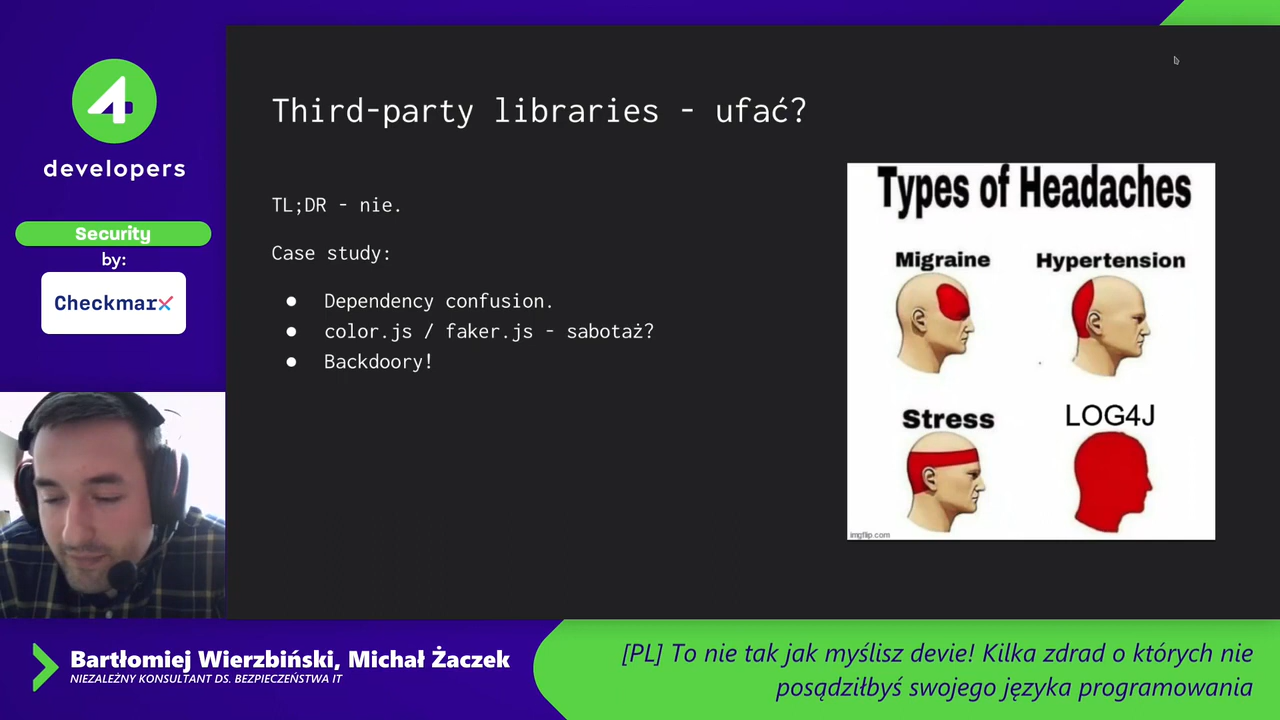 4
developers
Security
by:
Checkmarx
Third-party libraries - ufać?
TL;DR - nie.
Case study:
● Dependency confusion.
● color.js / faker.js - sabotaż?
● Backdoory!
Types of Headaches
Migraine
Hypertension
Stress
LOG4J
imgflip.com
Bartłomiej Wierzbiński, Michał Żaczek
NIEZALEŻNY KONSULTANT DS. BEZPIECZEŃSTWA IT
[PL] To nie tak jak myślisz devie! Kilka zdrad o których nie
posądziłbyś swojego języka programowania